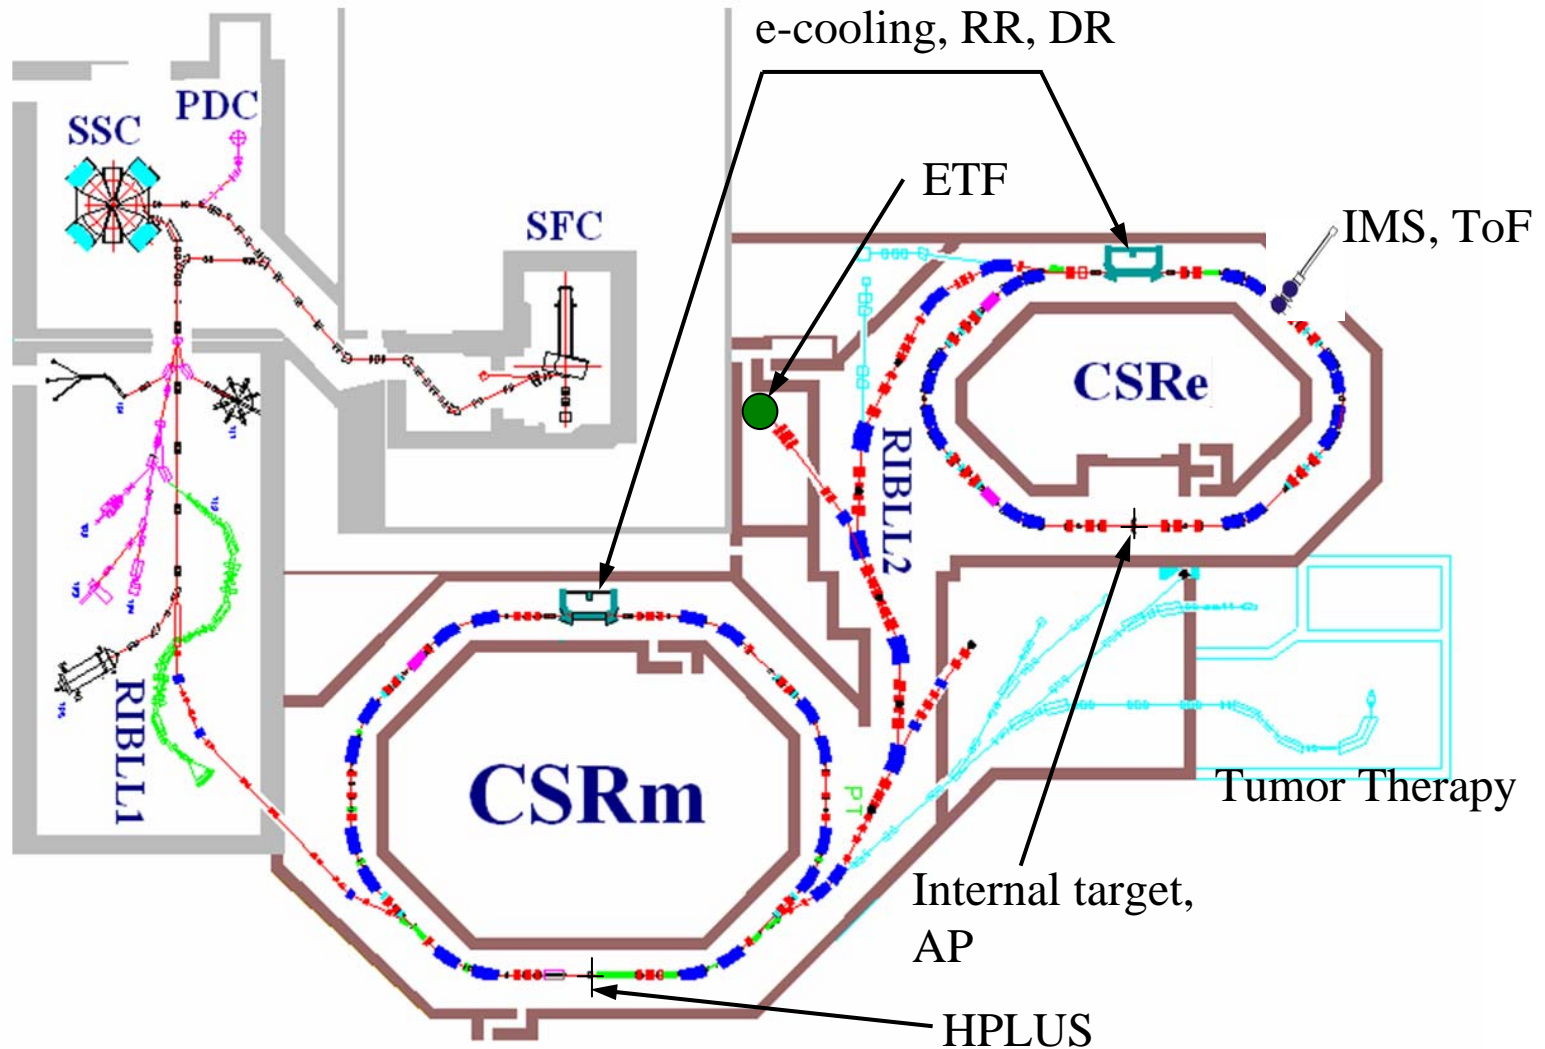 e-cooling, RR, DR
PDC
SSC
ETF
SFC
IMS, ToF
CSRe
RIBLL2
RIBLL1
CSRm
PT
Tumor Therapy
Internal target,
AP
HPLUS